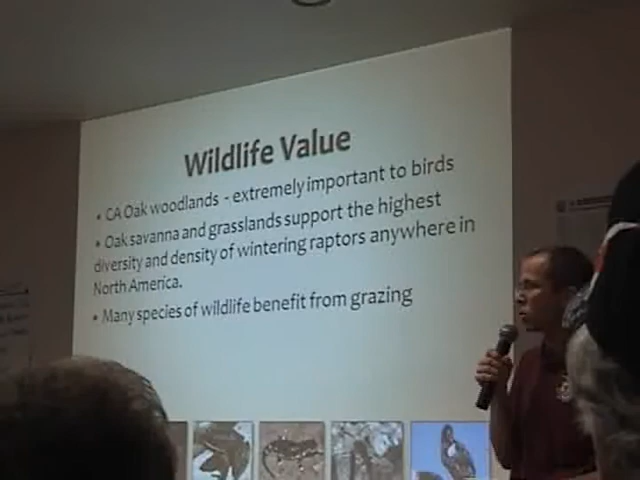 Wildlife Value
• CA Oak woodlands - extremely important to birds
• Oak savanna and grasslands support the highest
diversity and density of wintering raptors anywhere in
North America.
• Many species of wildlife benefit from grazing